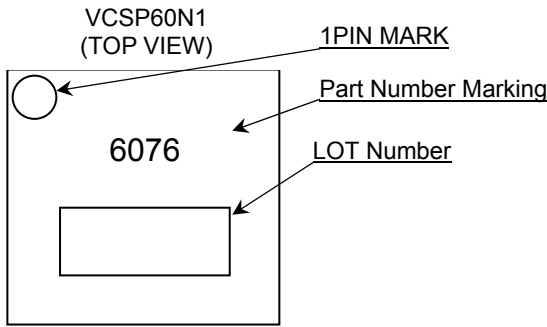 VCSP60N1
(TOP VIEW)
1PIN MARK
Part Number Marking
6076
LOT Number